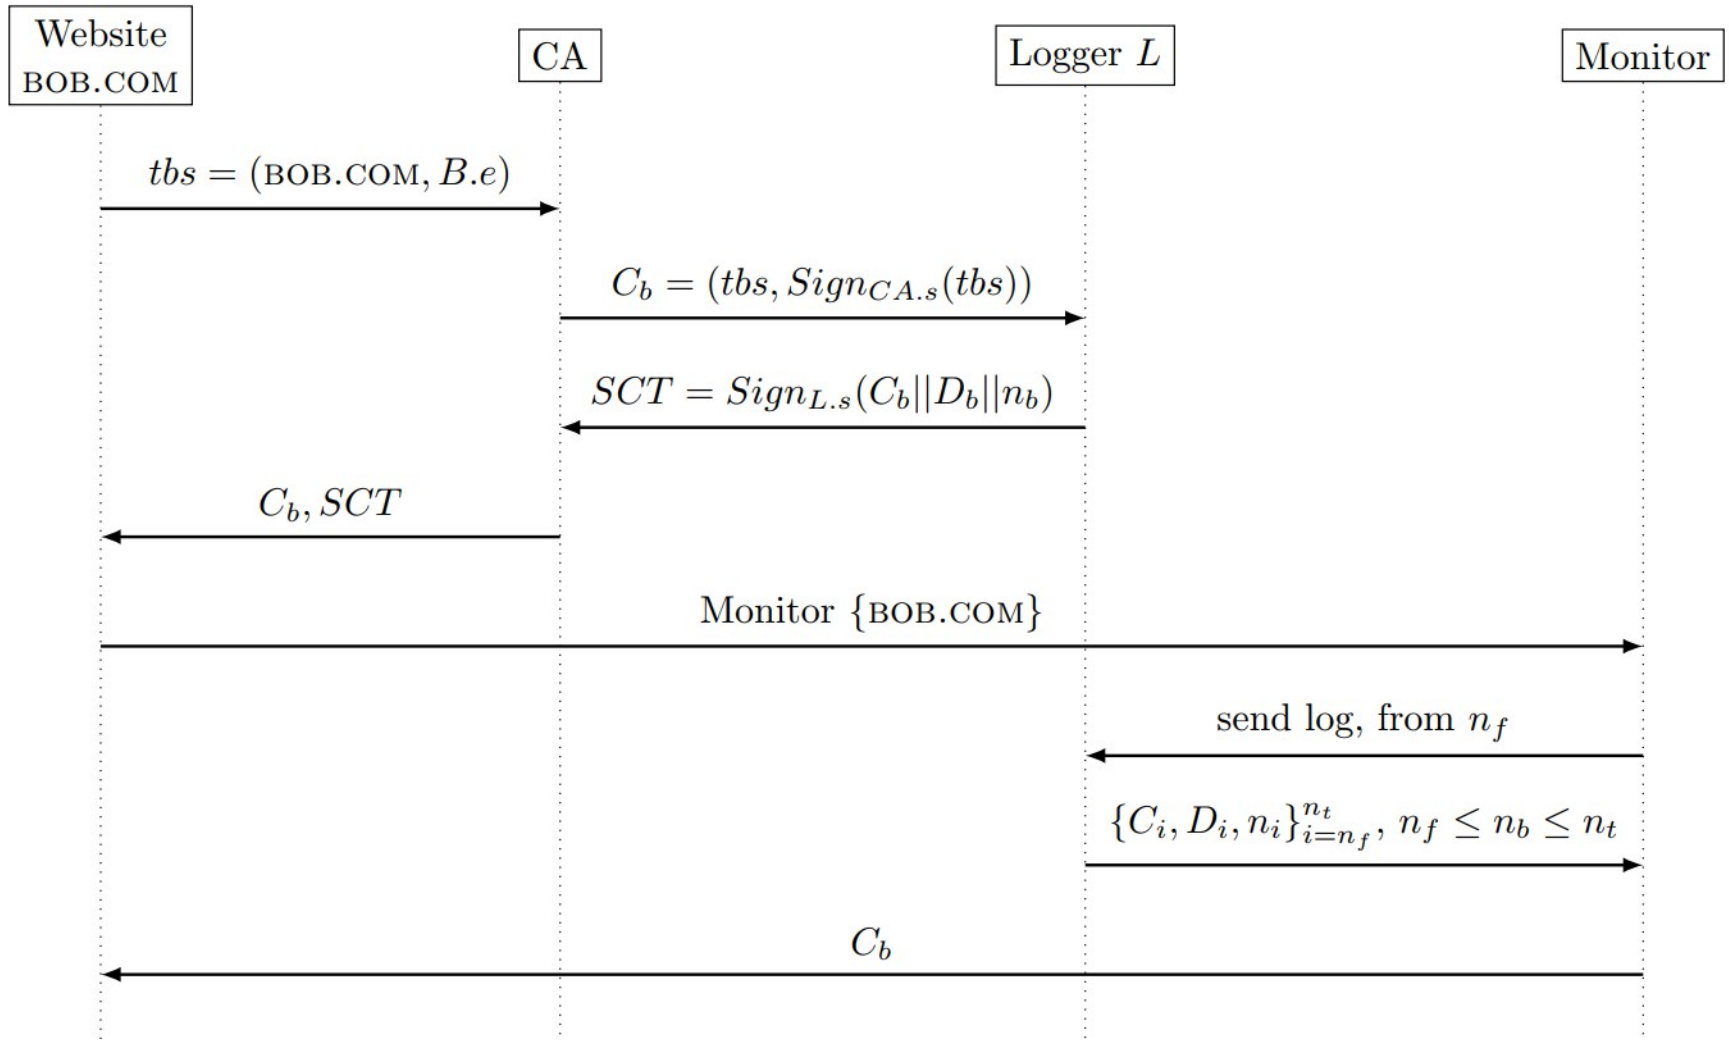 Website
BOB.COM
CA
Logger L
Monitor
tbs = (BOB.COM, B.e)
C_b = (tbs, Sign_{CA.s}(tbs))
SCT = Sign_{L.s}(C_b||D_b||n_b)
C_b, SCT
Monitor {BOB.COM}
send log, from n_f
{C_i, D_i, n_i}_{i=n_f}^{n_t}, n_f ≤ n_b ≤ n_t
C_b